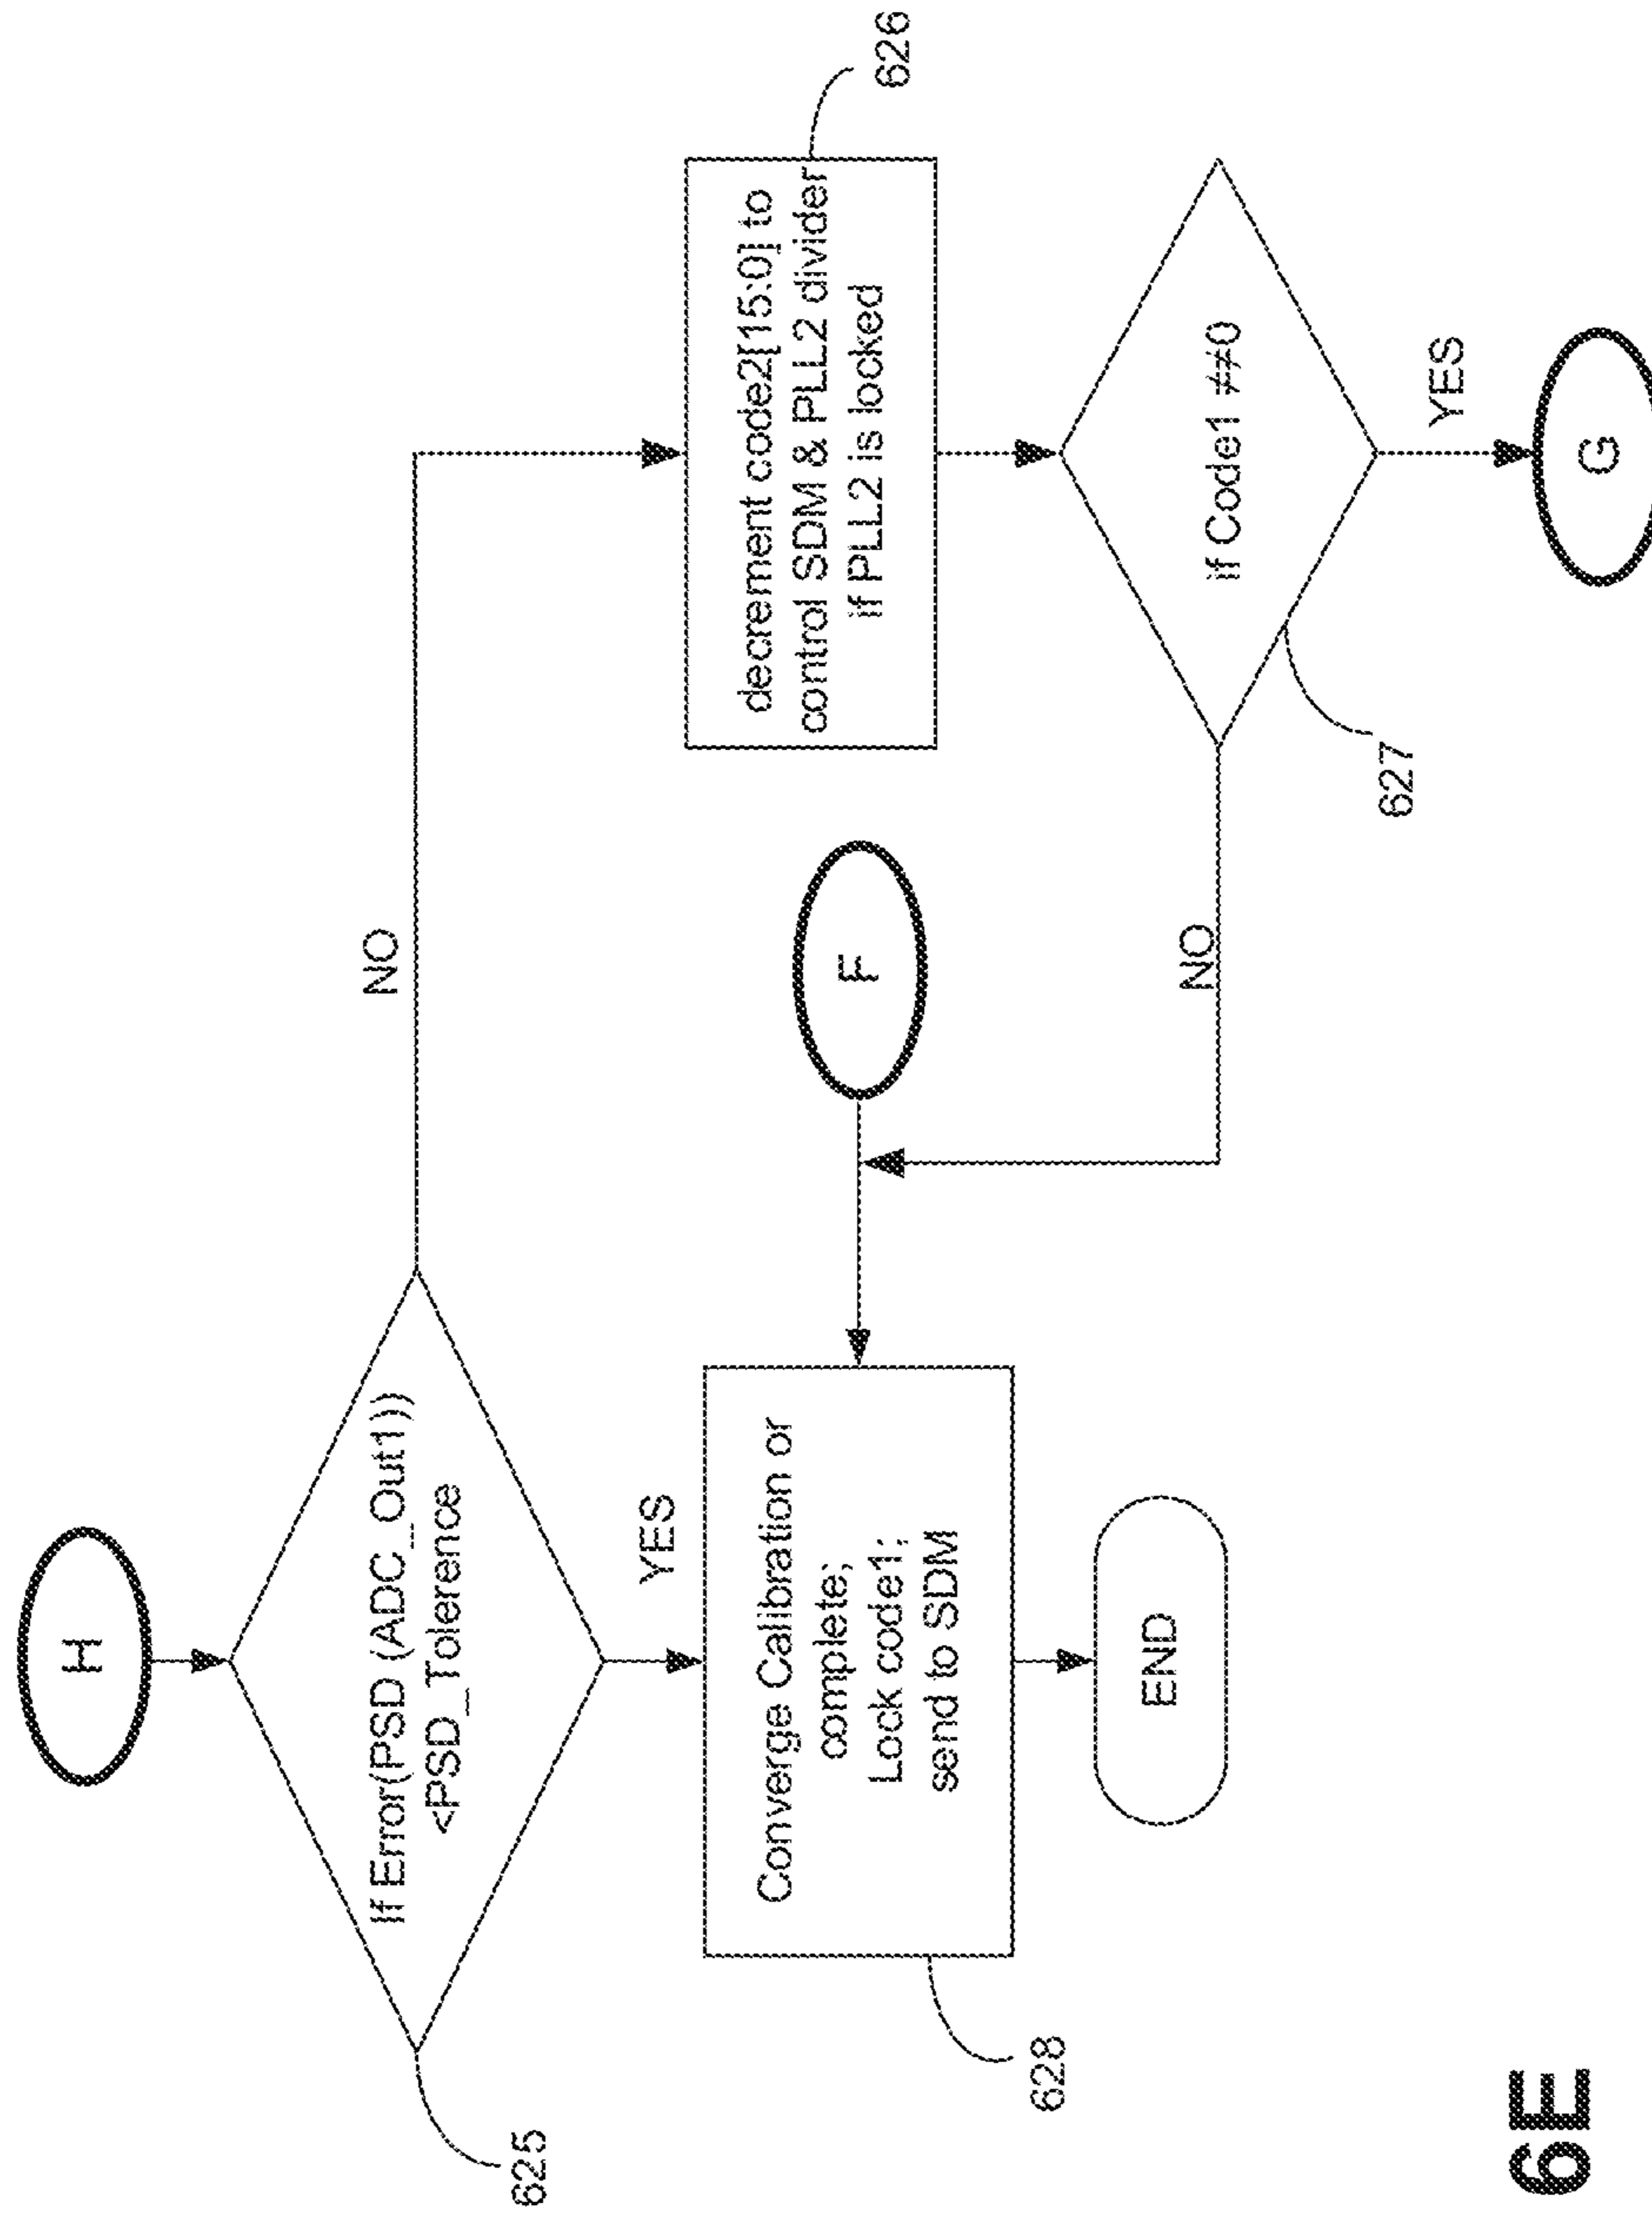 H
If Error(PSD (ADC_Out1))
<PSD_Tolerence
625
NO
YES
decrement code2[15:0] to
control SDM & PLL2 divider
if PLL2 is locked
626
F
Converge Calibration or
complete;
Lock code1;
send to SDM
628
NO
if Code1 ##0
627
YES
END
G
6E